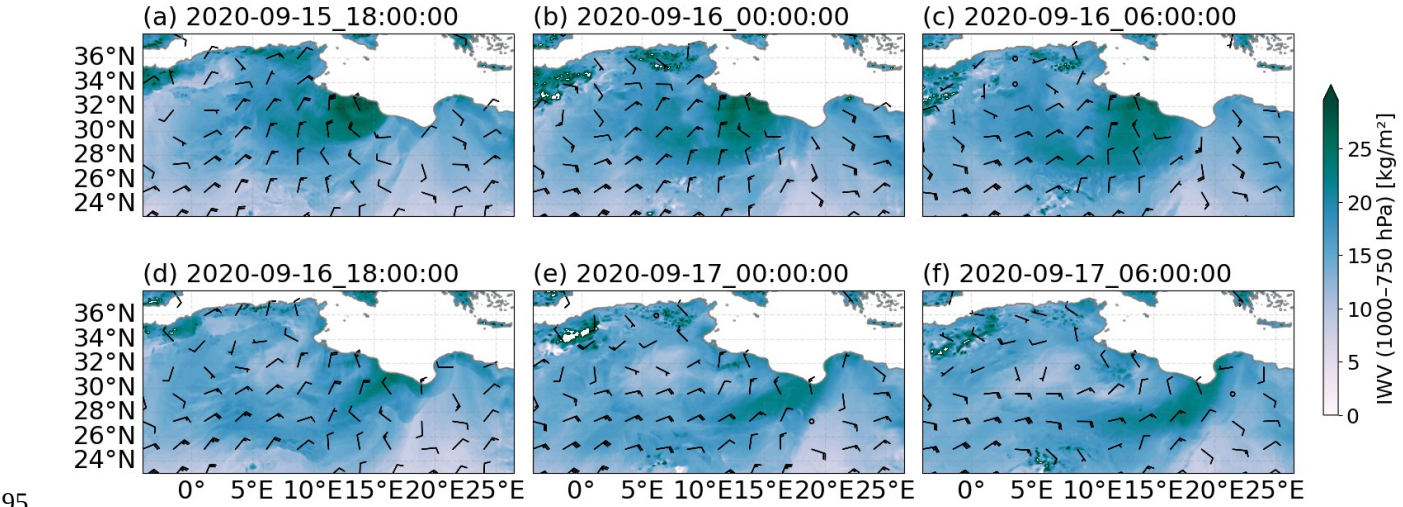 (a) 2020-09-15_18:00:00 (b) 2020-09-16_00:00:00 (c) 2020-09-16_06:00:00
36°N
34°N
32°N
30°N
28°N
26°N
24°N
(d) 2020-09-16_18:00:00 (e) 2020-09-17_00:00:00 (f) 2020-09-17_06:00:00
36°N
34°N
32°N
30°N
28°N
26°N
24°N
0° 5°E 10°E15°E20°E25°E 0° 5°E 10°E15°E20°E25°E 0° 5°E 10°E15°E20°E25°E
25
20
15
10
5
0
IWV (1000–750 hPa) [kg/m²]
95